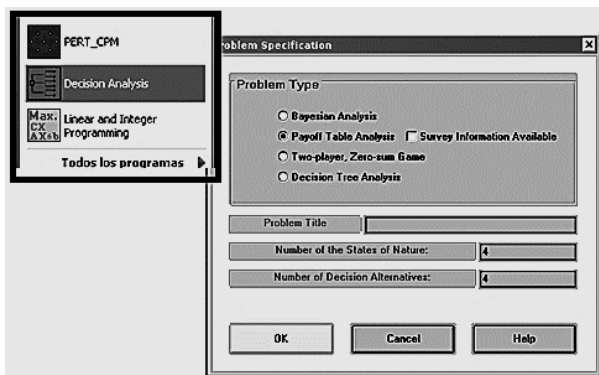 PERT_CPM
Decision Analysis
Max.
CX
AX≤b
Linear and Integer
Programming
Todos los programas
oblem Specification
Problem Type
Bayesian Analysis
Payoff Table Analysis Survey Information Available
Two-player, Zero-sum Game
Decision Tree Analysis
Problem Title
Number of the States of Nature: 4
Number of Decision Alternatives: 4
OK Cancel Help